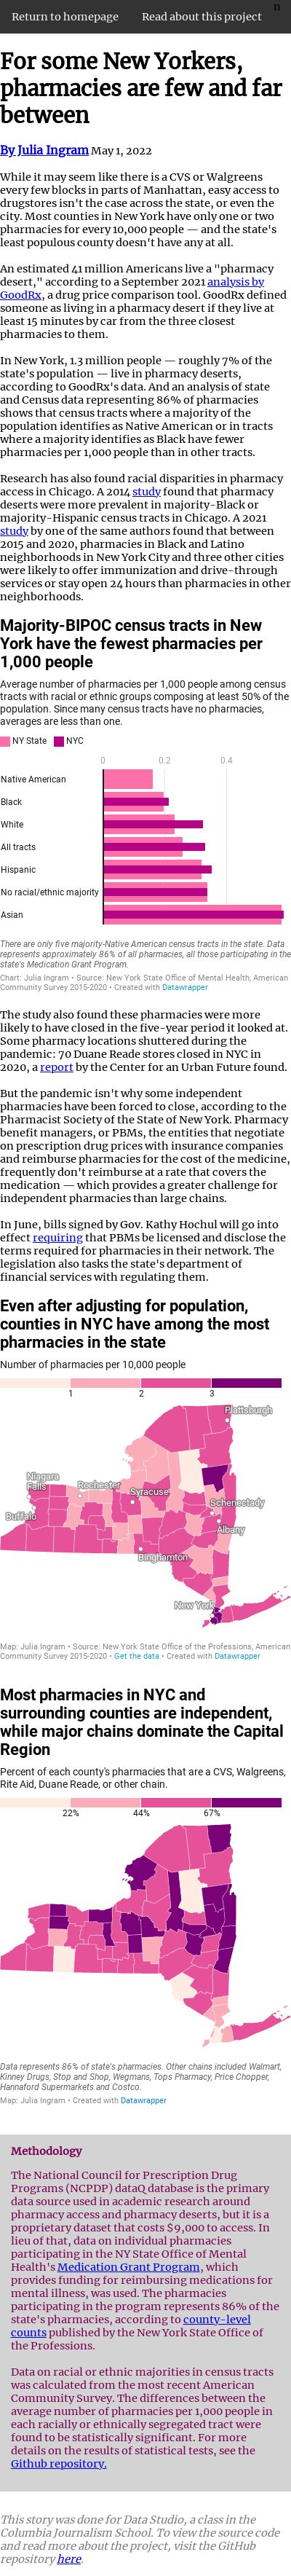 Return to homepage Read about this project n
For some New Yorkers,
pharmacies are few and far
between
By Julia Ingram May 1, 2022
While it may seem like there is a CVS or Walgreens
every few blocks in parts of Manhattan, easy access to
drugstores isn't the case across the state, or even the
city. Most counties in New York have only one or two
pharmacies for every 10,000 people — and the state's
least populous county doesn't have any at all.
An estimated 41 million Americans live in a "pharmacy
desert," according to a September 2021 analysis by
GoodRx, a drug price comparison tool. GoodRx defined
someone as living in a pharmacy desert if they live at
least 15 minutes by car from the three closest
pharmacies to them.
In New York, 1.3 million people — roughly 7% of the
state's population — live in pharmacy deserts,
according to GoodRx's data. And an analysis of state
and Census data representing 86% of pharmacies
shows that census tracts where a majority of the
population identifies as Native American or in tracts
where a majority identifies as Black have fewer
pharmacies per 1,000 people than in other tracts.
Research has also found racial disparities in pharmacy
access in Chicago. A 2014 study found that pharmacy
deserts were more prevalent in majority-Black or
majority-Hispanic census tracts in Chicago. A 2021
study by one of the same authors found that between
2015 and 2020, pharmacies in Black and Latino
neighborhoods in New York City and three other cities
were likely to offer immunization and drive-through
services or stay open 24 hours than pharmacies in other
neighborhoods.
Majority-BIPOC census tracts in New
York have the fewest pharmacies per
1,000 people
Average number of pharmacies per 1,000 people among census
tracts with racial or ethnic groups composing at least 50% of the
population. Since many census tracts have no pharmacies,
averages are less than one.
NY State NYC
0 0.2 0.4
Native American
Black
White
All tracts
Hispanic
No racial/ethnic majority
Asian
There are only five majority-Native American census tracts in the state. Data
represents approximately 86% of all pharmacies, all those participating in the
state's Medication Grant Program.
Chart: Julia Ingram • Source: New York State Office of Mental Health, American
Community Survey 2015-2020 • Created with Datawrapper
The study also found these pharmacies were more
likely to have closed in the five-year period it looked at.
Some pharmacy locations shuttered during the
pandemic: 70 Duane Reade stores closed in NYC in
2020, a report by the Center for an Urban Future found.
But the pandemic isn't why some independent
pharmacies have been forced to close, according to the
Pharmacist Society of the State of New York. Pharmacy
benefit managers, or PBMs, the entities that negotiate
on prescription drug prices with insurance companies
and reimburse pharmacies for the cost of the medicine,
frequently don't reimburse at a rate that covers the
medication — which provides a greater challenge for
independent pharmacies than large chains.
In June, bills signed by Gov. Kathy Hochul will go into
effect requiring that PBMs be licensed and disclose the
terms required for pharmacies in their network. The
legislation also tasks the state's department of
financial services with regulating them.
Even after adjusting for population,
counties in NYC have among the most
pharmacies in the state
Number of pharmacies per 10,000 people
1 2 3
Plattsburgh
Niagara
Falls
Rochester
Syracuse
Schenectady
Buffalo
Albany
Binghamton
New York
Map: Julia Ingram • Source: New York State Office of the Professions, American
Community Survey 2015-2020 • Get the data • Created with Datawrapper
Most pharmacies in NYC and
surrounding counties are independent,
while major chains dominate the Capital
Region
Percent of each county's pharmacies that are a CVS, Walgreens,
Rite Aid, Duane Reade, or other chain.
22% 44% 67%
Data represents 86% of state's pharmacies. Other chains included Walmart,
Kinney Drugs, Stop and Shop, Wegmans, Tops Pharmacy, Price Chopper,
Hannaford Supermarkets and Costco.
Map: Julia Ingram • Created with Datawrapper
Methodology
The National Council for Prescription Drug
Programs (NCPDP) dataQ database is the primary
data source used in academic research around
pharmacy access and pharmacy deserts, but it is a
proprietary dataset that costs $9,000 to access. In
lieu of that, data on individual pharmacies
participating in the NY State Office of Mental
Health's Medication Grant Program, which
provides funding for reimbursing medications for
mental illness, was used. The pharmacies
participating in the program represents 86% of the
state's pharmacies, according to county-level
counts published by the New York State Office of
the Professions.
Data on racial or ethnic majorities in census tracts
was calculated from the most recent American
Community Survey. The differences between the
average number of pharmacies per 1,000 people in
each racially or ethnically segregated tract were
found to be statistically significant. For more
details on the results of statistical tests, see the
Github repository.
This story was done for Data Studio, a class in the
Columbia Journalism School. To view the source code
and read more about the project, visit the GitHub
repository here.